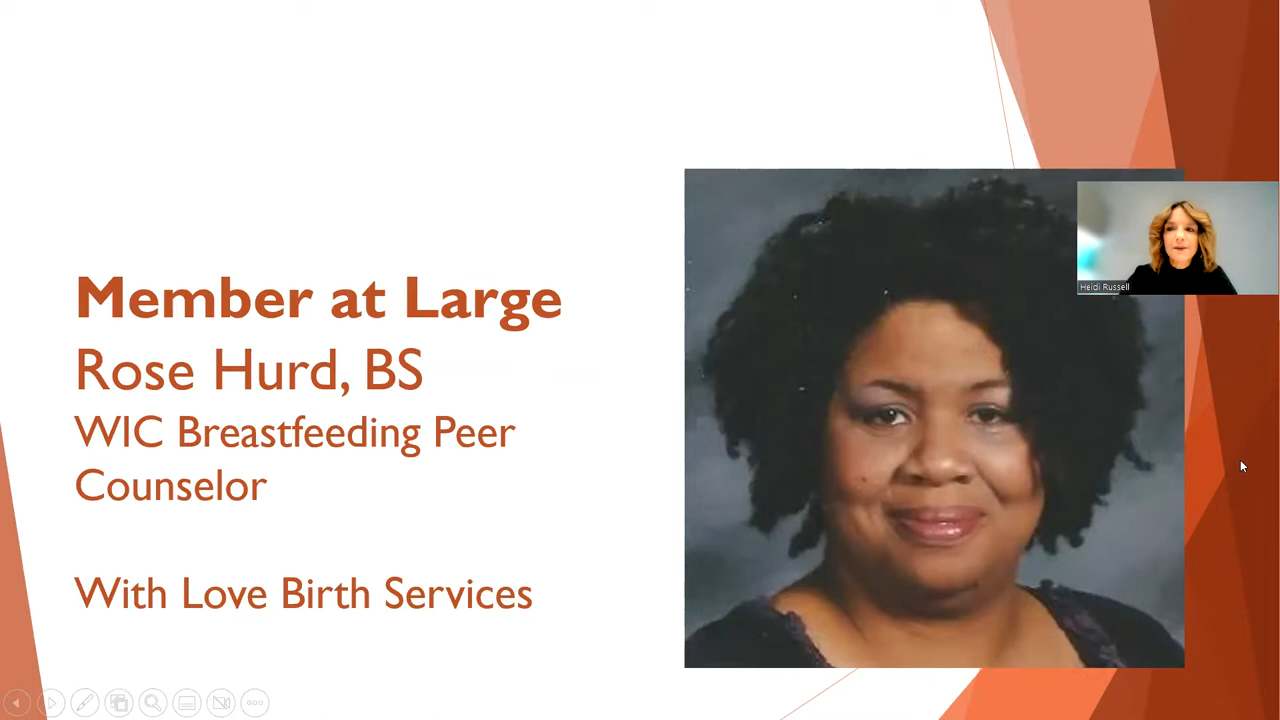 Member at Large
Rose Hurd, BS
WIC Breastfeeding Peer
Counselor
With Love Birth Services
Heidi Russell